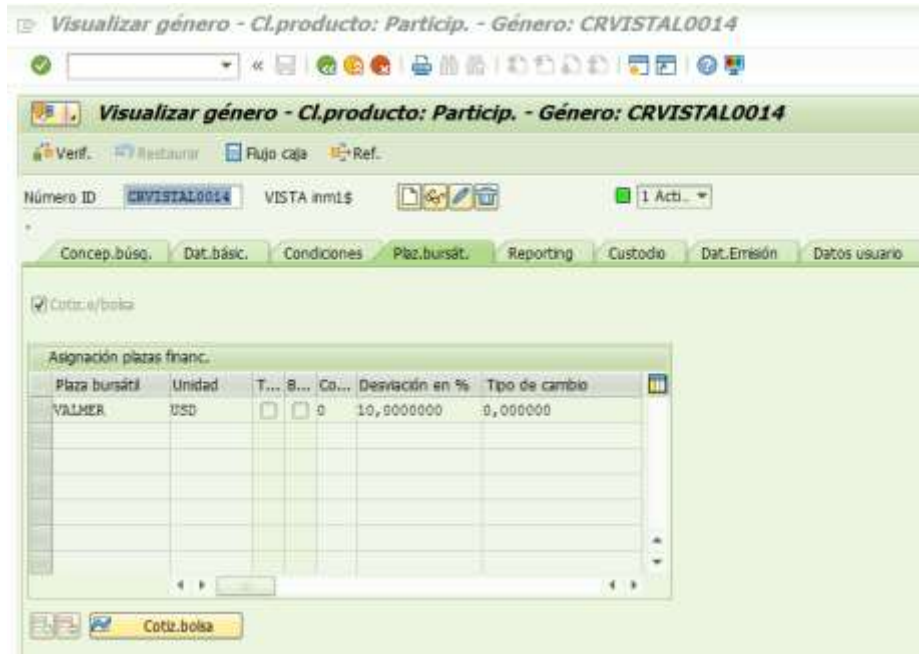 Visualizar género - Cl.producto: Particip. - Género: CRVISTAL0014
Visualizar género - Cl.producto: Particip. - Género: CRVISTAL0014
Verif. Restaurar Flujo caja Ref.
Número ID CRVISTAL0014 VISTA inm1$ 1 Acti..
Concep.búsq. Dat.básic. Condiciones Plaz.bursát. Reporting Custodio Dat.Emisión Datos usuario
Cotiz.e/bolsa
Asignación plazas financ.
Plaza bursátil Unidad T... B... Co... Desviación en % Tipo de cambio
VALMER USD 0 10,0000000 0,000000
Cotiz.bolsa